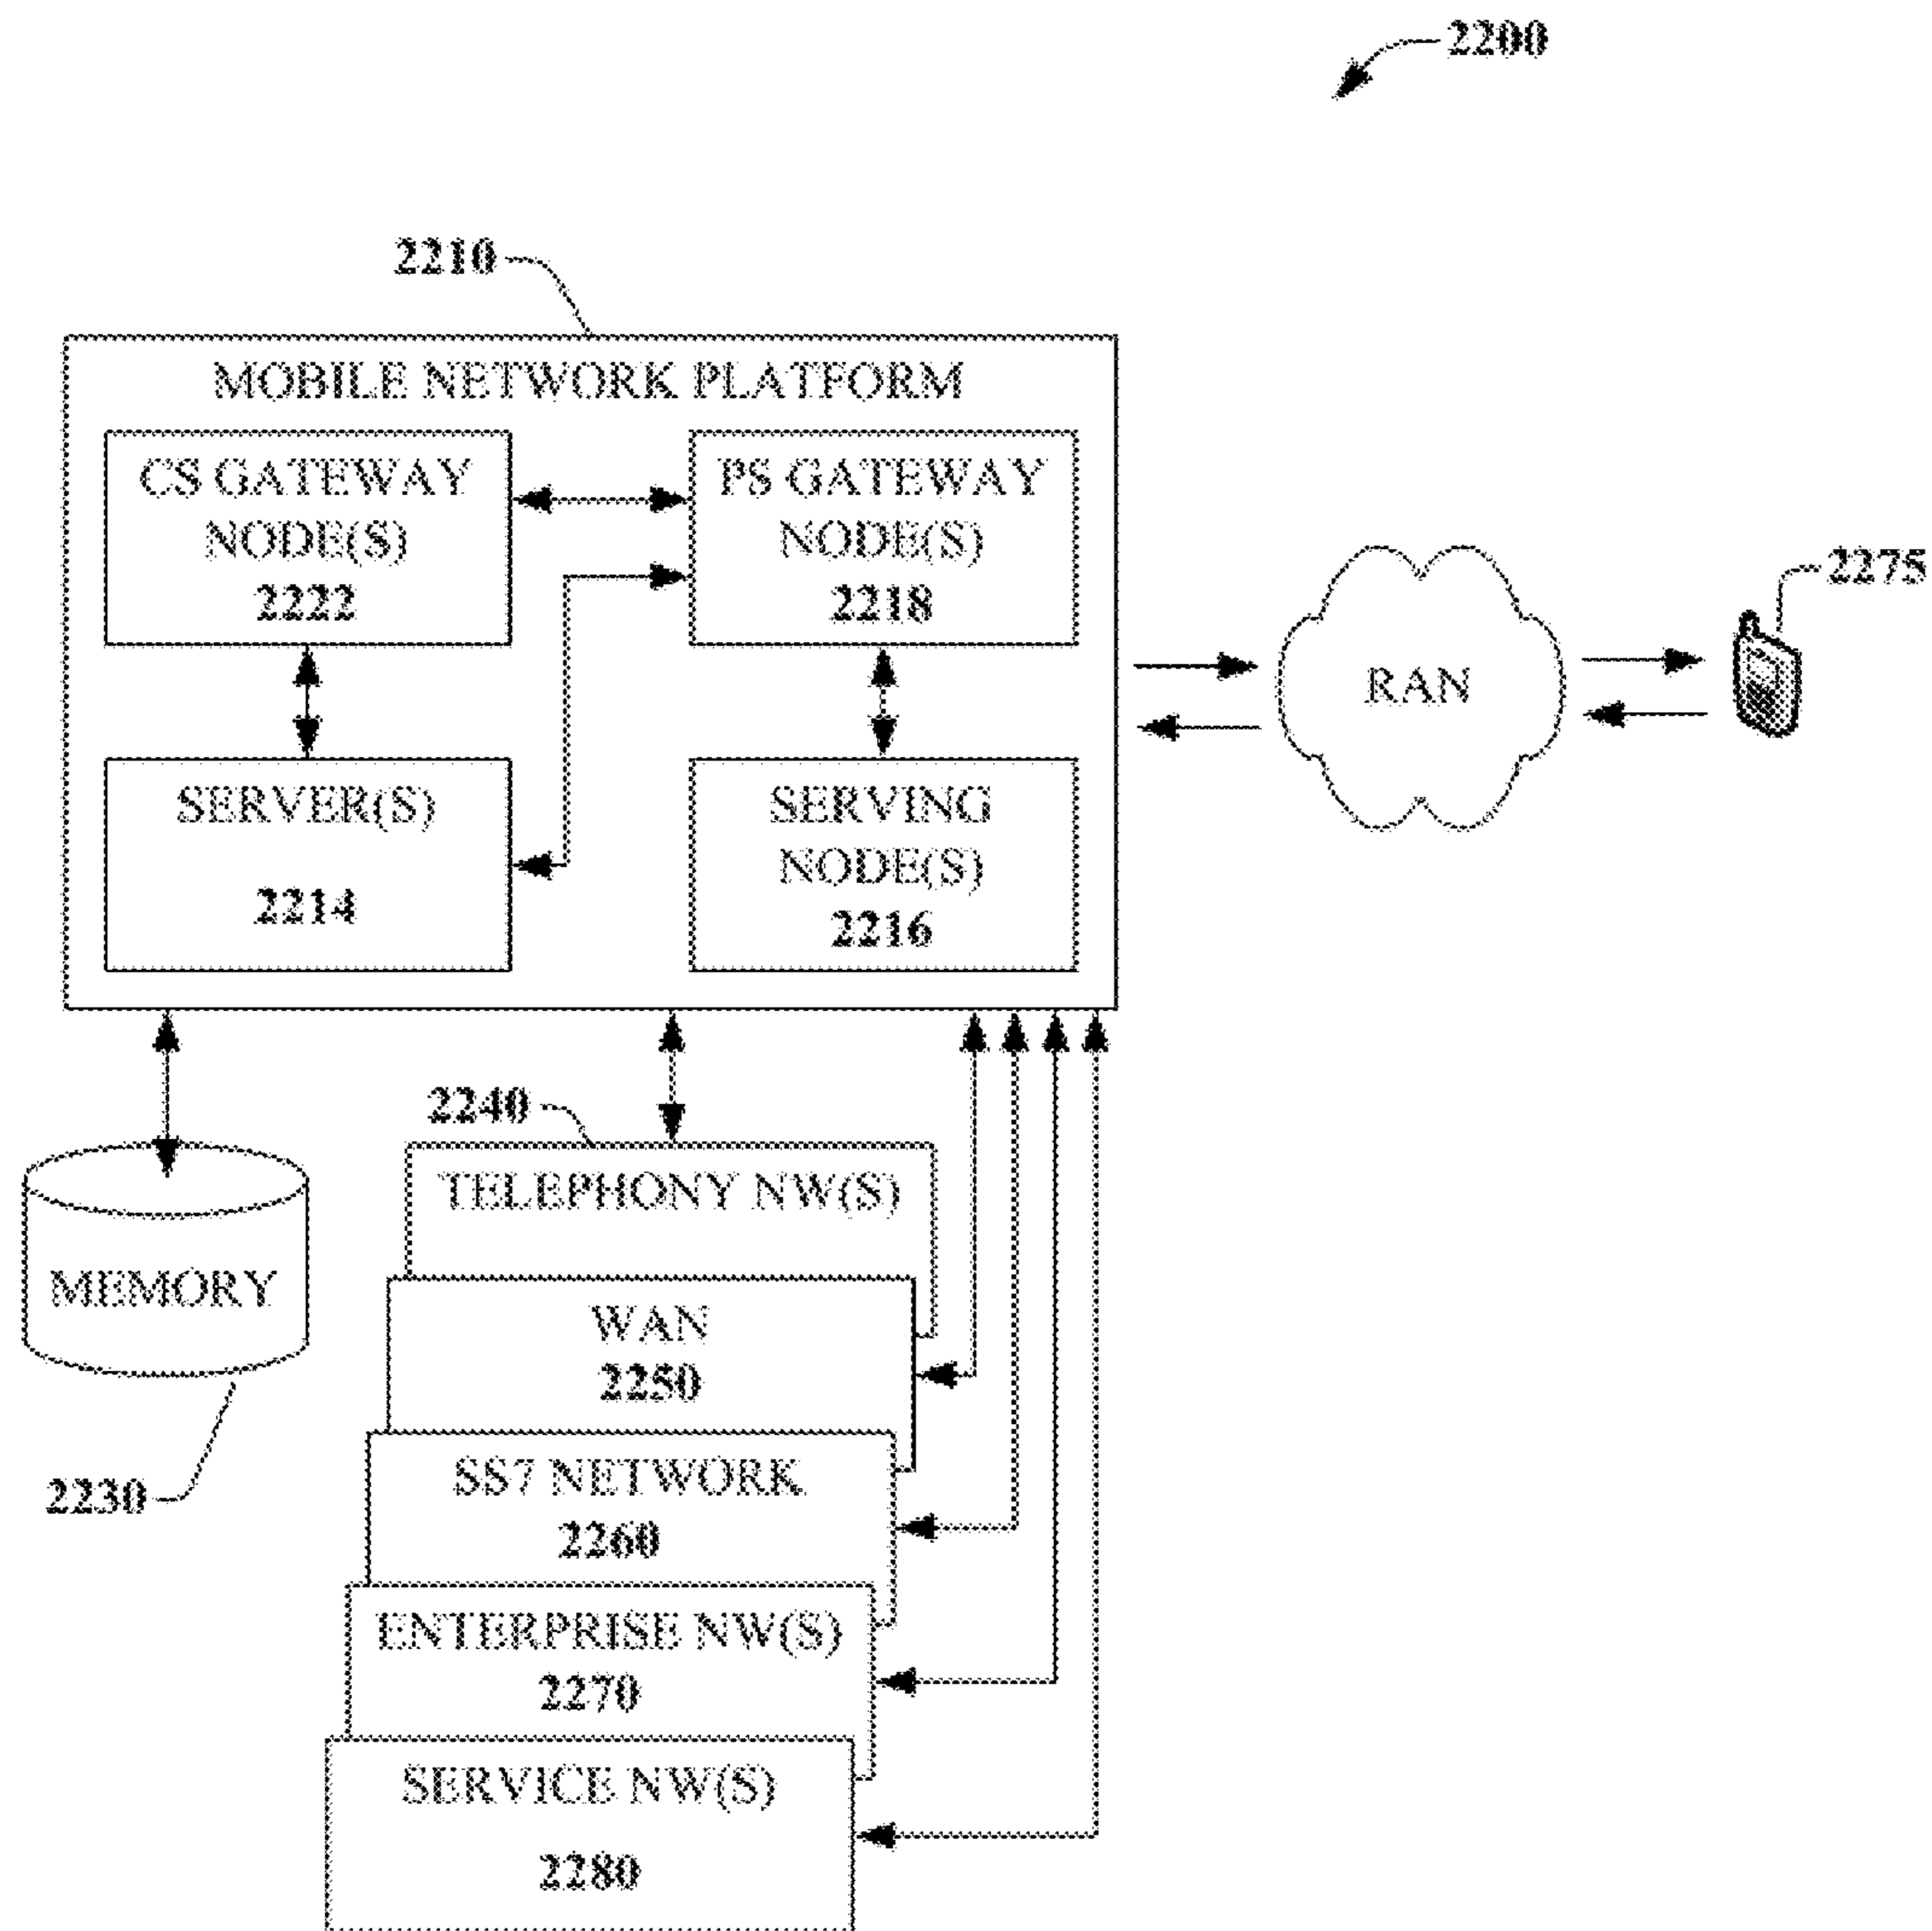 2200
2210
MOBILE NETWORK PLATFORM
CS GATEWAY
NODE(S)
2222
PS GATEWAY
NODE(S)
2218
SERVER(S)
2214
SERVING
NODE(S)
2216
RAN
2275
2240
TELEPHONY NW(S)
MEMORY
2230
WAN
2250
SS7 NETWORK
2260
ENTERPRISE NW(S)
2270
SERVICE NW(S)
2280